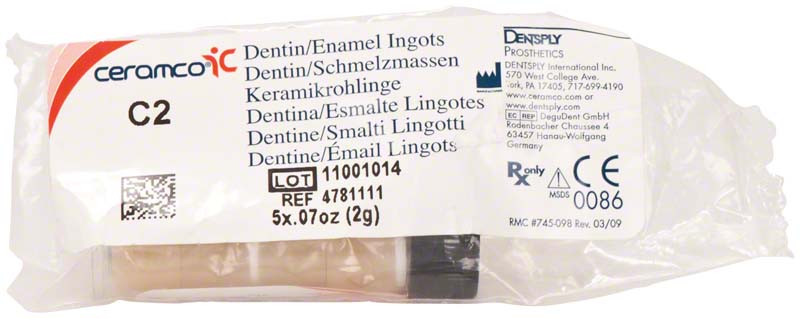 ceramco iC
C2
Dentin/Enamel Ingots
Dentin/Schmelzmassen
Keramikrohlinge
Dentina/Esmalte Lingotes
Dentine/Smalti Lingotti
Dentine/Émail Lingots
LOT 11001014
REF 4781111
5x.07oz (2g)
DENTSPLY
PROSTHETICS
DENTSPLY International Inc.
570 West College Ave.
York, PA 17405, 717-699-4190
www.ceramco.com or
www.dentsply.com
EC REP DeguDent GmbH
Rodenbacher Chaussee 4
63457 Hanau-Wolfgang
Germany
Rx only
MSDS
CE
0086
RMC #745-098 Rev. 03/09